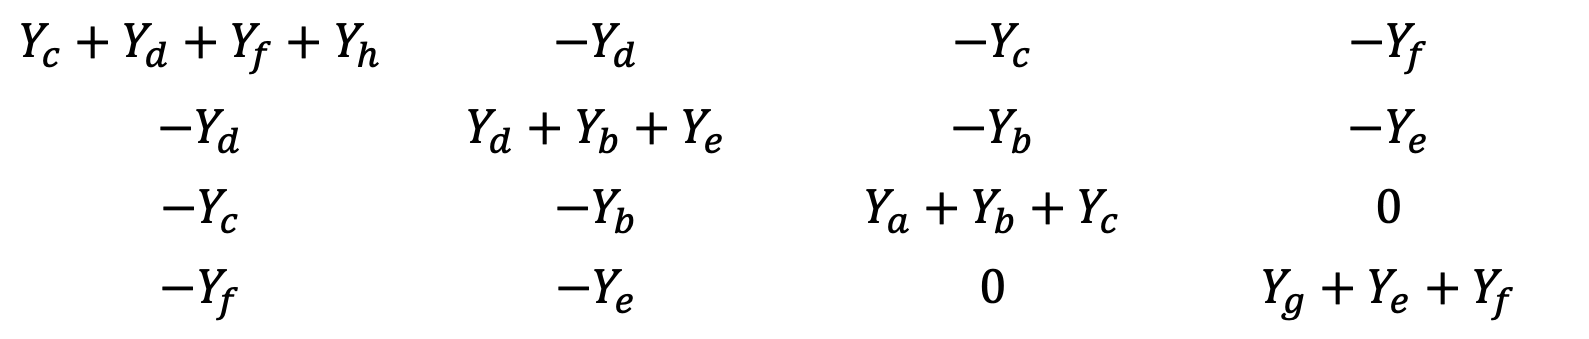 Y_c + Y_d + Y_f + Y_h −Y_d −Y_c −Y_f
−Y_d Y_d + Y_b + Y_e −Y_b −Y_e
−Y_c −Y_b Y_a + Y_b + Y_c 0
−Y_f −Y_e 0 Y_g + Y_e + Y_f